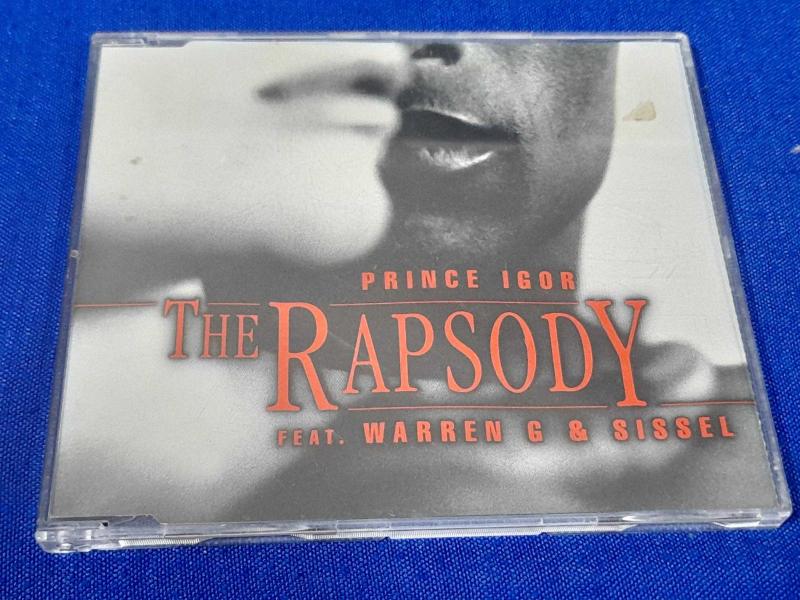 PRINCE IGOR
THE RAPSODY
FEAT. WARREN G & SISSEL